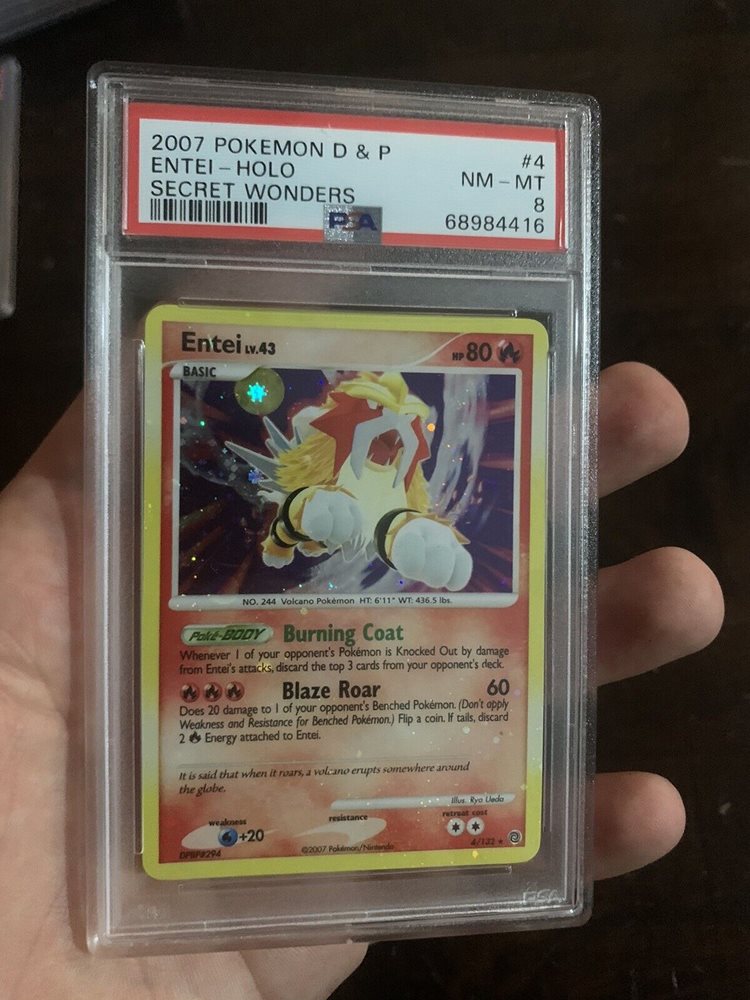 2007 POKEMON D & P #4
ENTEI - HOLO NM - MT
SECRET WONDERS 8
PSA 68984416
Entei LV.43 HP 80
BASIC
NO. 244 Volcano Pokémon HT: 6'11" WT: 436.5 lbs.
Poké-BODY Burning Coat
Whenever 1 of your opponent's Pokémon is Knocked Out by damage
from Entei's attacks, discard the top 3 cards from your opponent's deck.
Blaze Roar 60
Does 20 damage to 1 of your opponent's Benched Pokémon. (Don't apply
Weakness and Resistance for Benched Pokémon.) Flip a coin. If tails, discard
2 Energy attached to Entei.
It is said that when it roars, a volcano erupts somewhere around
the globe.
Illus. Ryo Ueda
weakness resistance retreat cost
+20
DPBP#294 ©2007 Pokémon/Nintendo 4/132
PSA